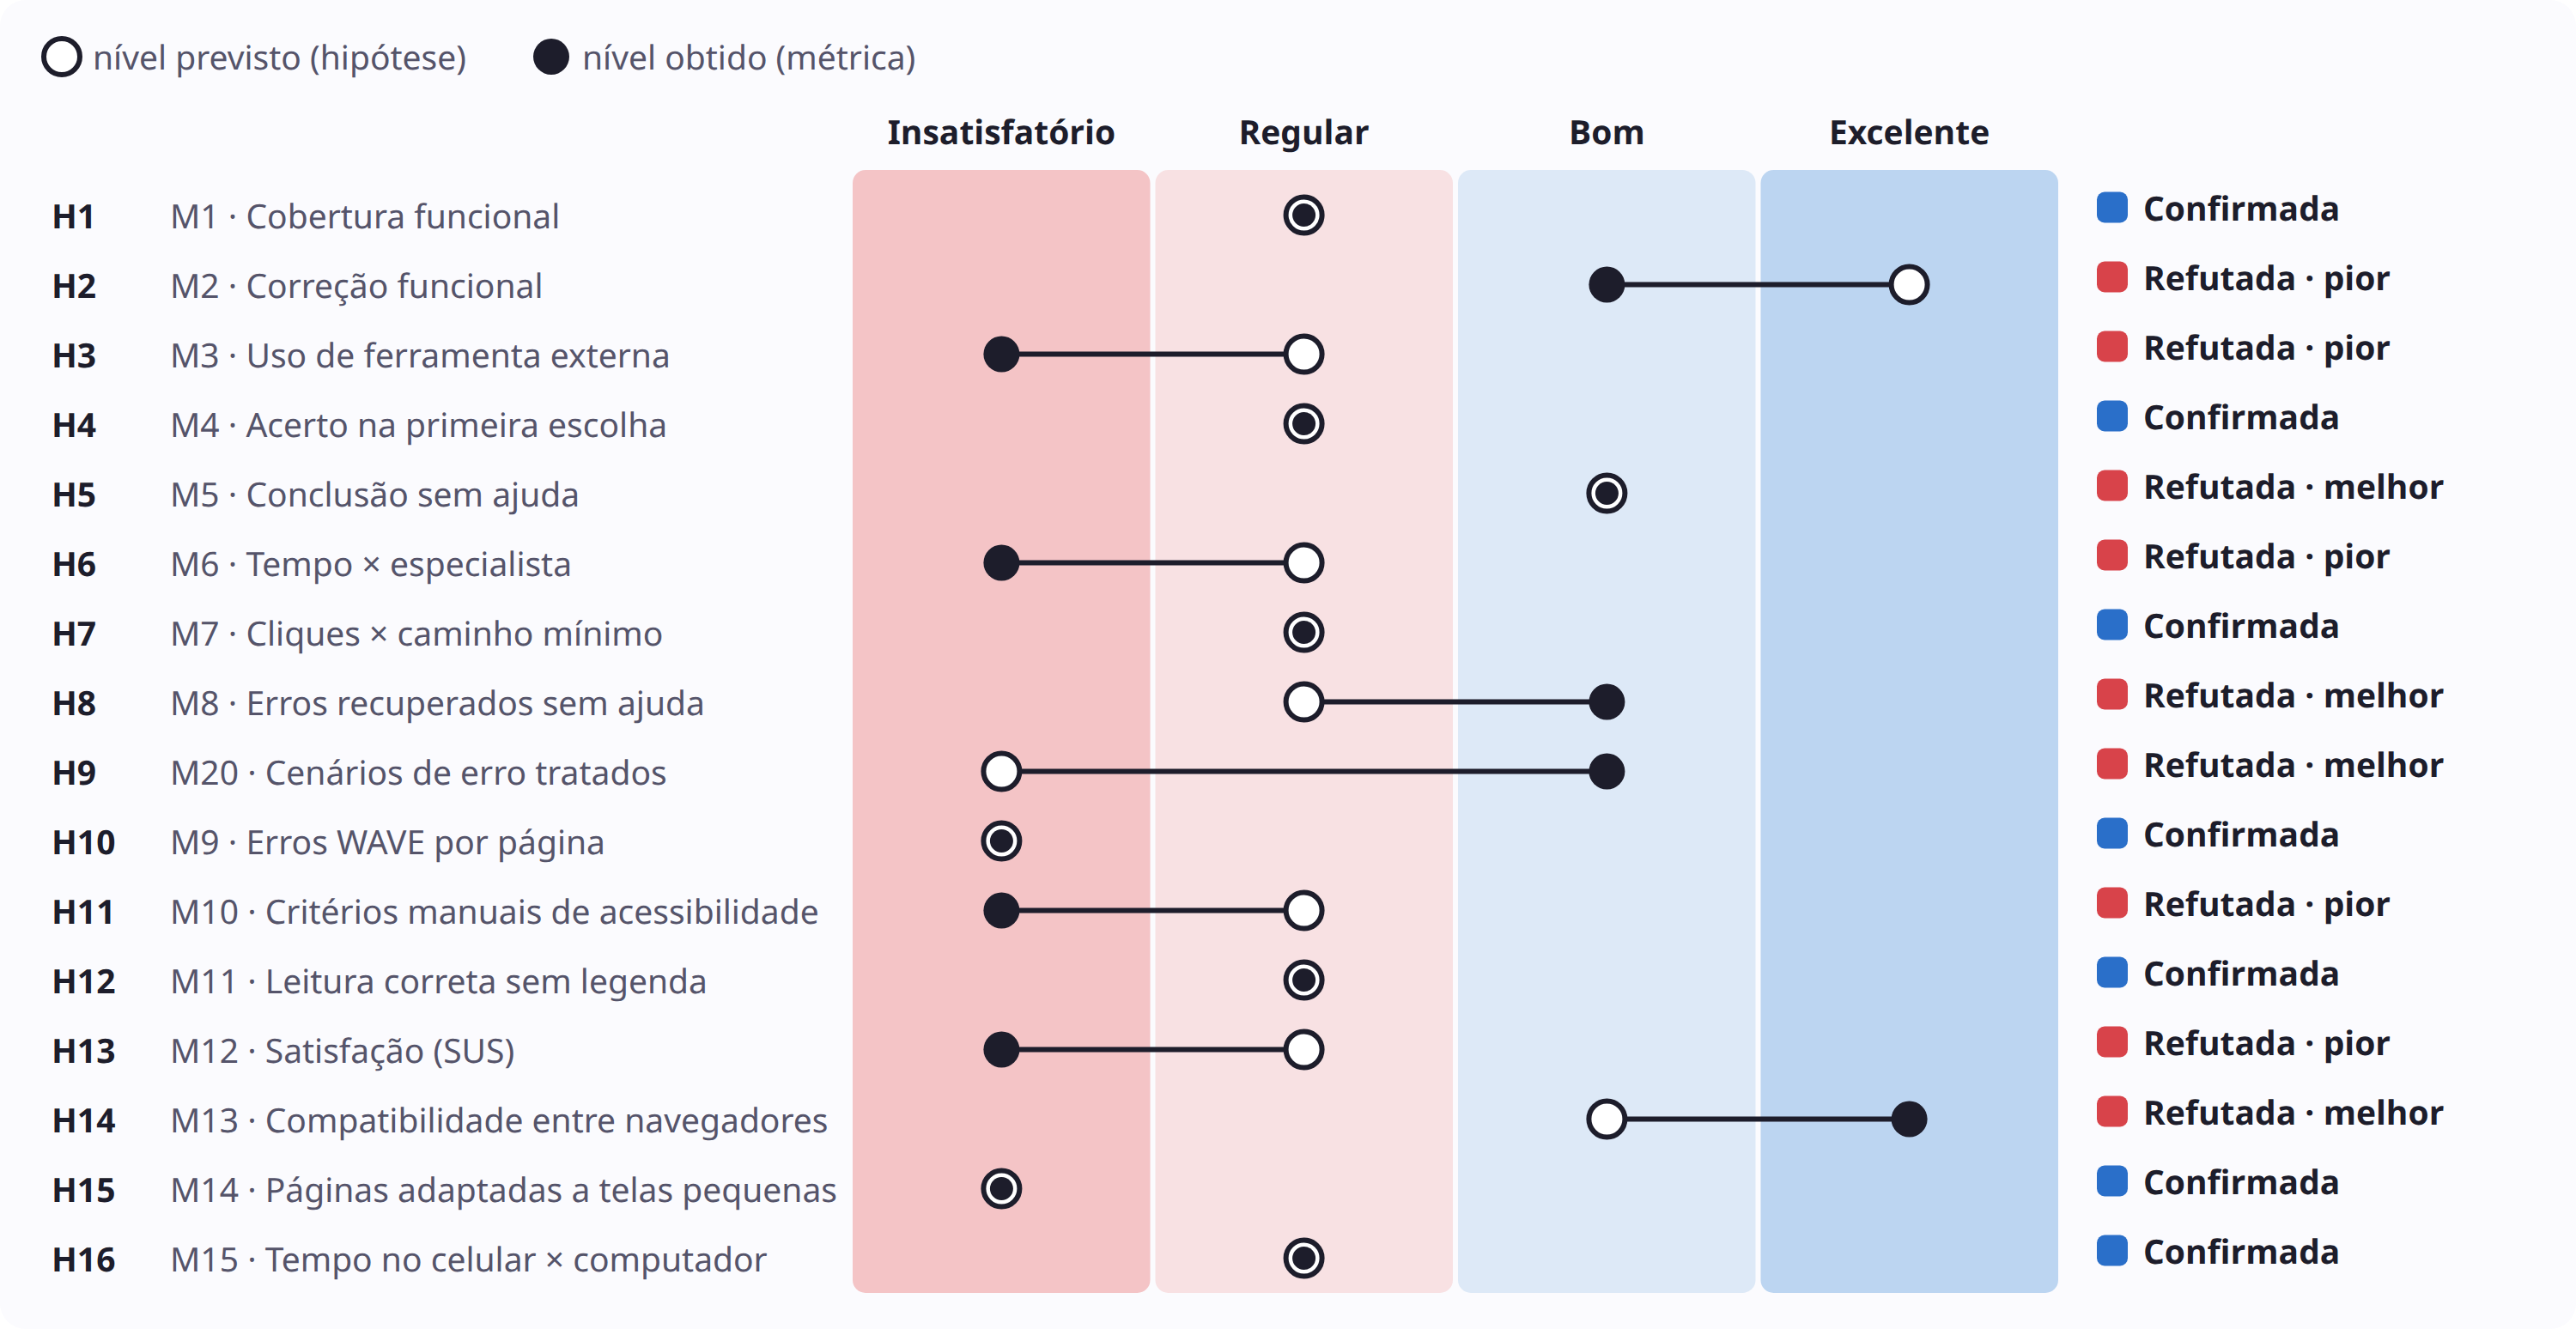 nível previsto (hipótese) nível obtido (métrica)
Insatisfatório Regular Bom Excelente
H1 M1 · Cobertura funcional Confirmada
H2 M2 · Correção funcional Refutada · pior
H3 M3 · Uso de ferramenta externa Refutada · pior
H4 M4 · Acerto na primeira escolha Confirmada
H5 M5 · Conclusão sem ajuda Refutada · melhor
H6 M6 · Tempo × especialista Refutada · pior
H7 M7 · Cliques × caminho mínimo Confirmada
H8 M8 · Erros recuperados sem ajuda Refutada · melhor
H9 M20 · Cenários de erro tratados Refutada · melhor
H10 M9 · Erros WAVE por página Confirmada
H11 M10 · Critérios manuais de acessibilidade Refutada · pior
H12 M11 · Leitura correta sem legenda Confirmada
H13 M12 · Satisfação (SUS) Refutada · pior
H14 M13 · Compatibilidade entre navegadores Refutada · melhor
H15 M14 · Páginas adaptadas a telas pequenas Confirmada
H16 M15 · Tempo no celular × computador Confirmada